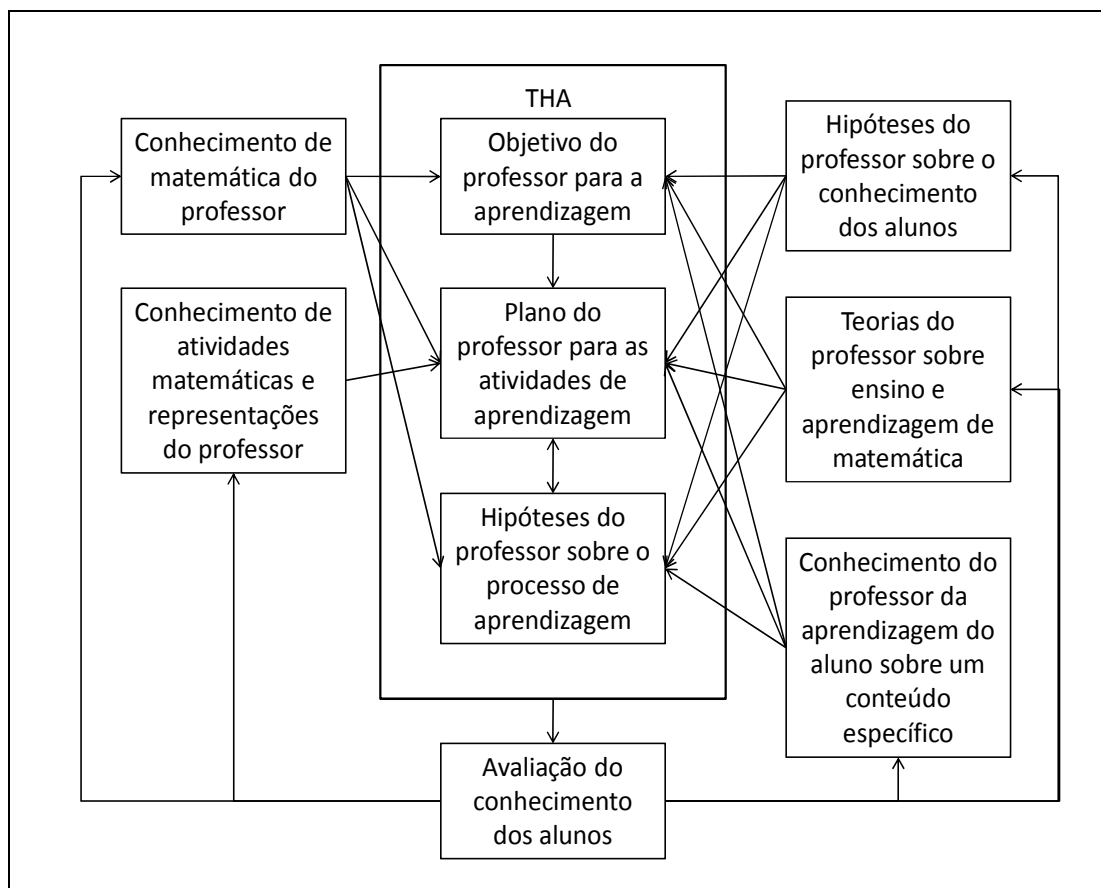 THA
Conhecimento de
matemática do
professor
Objetivo do
professor para a
aprendizagem
Hipóteses do
professor sobre o
conhecimento
dos alunos
Conhecimento de
atividades
matemáticas e
representações
do professor
Plano do
professor para as
atividades de
aprendizagem
Teorias do
professor sobre
ensino e
aprendizagem de
matemática
Hipóteses do
professor sobre o
processo de
aprendizagem
Conhecimento do
professor da
aprendizagem do
aluno sobre um
conteúdo
específico
Avaliação do
conhecimento
dos alunos